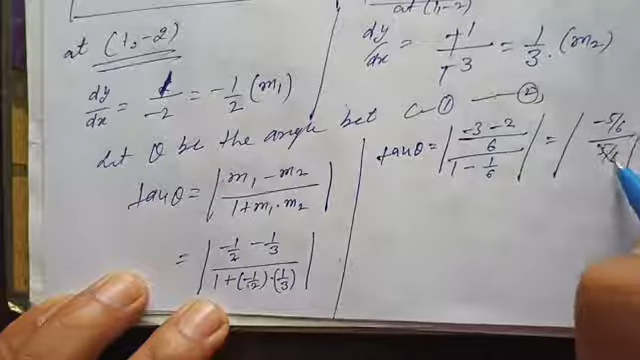 at (1, -2)
dy/dx = 1/-2 = -1/2 (m₁)
Let θ be the angle bet C-① — ②,
tanθ = | (m₁ - m₂)/(1 + m₁.m₂) |
= | (-1/2 - 1/3)/(1 + (-1/2)·(1/3)) |
at (1, -2)
dy/dx = -1/-3 = 1/3. (m₂)
tanθ = | ((-3 - 2)/6)/(1 - 1/6) | = | (-5/6)/(5/6) |